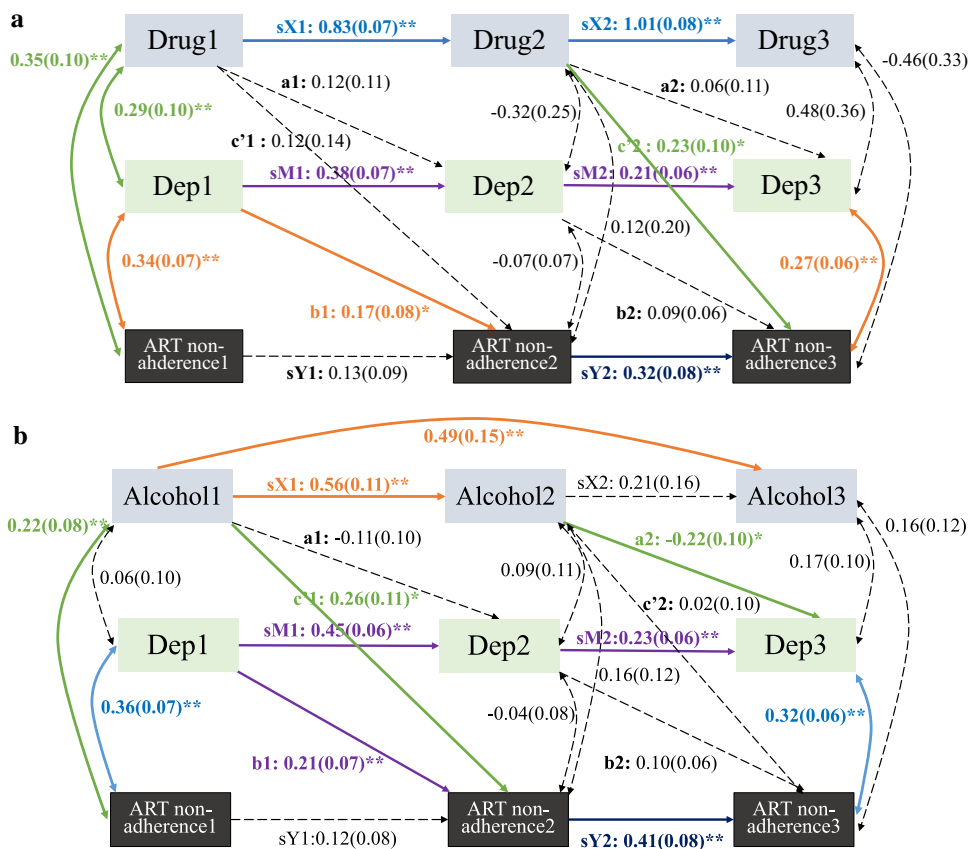 a
Drug1
sX1: 0.83(0.07)**
Drug2
sX2: 1.01(0.08)**
Drug3
0.35(0.10)**
-0.46(0.33)
a1: 0.12(0.11)
a2: 0.06(0.11)
0.29(0.10)**
-0.32(0.25)
0.48(0.36)
c'1 : 0.12(0.14)
c'2 : 0.23(0.10)*
Dep1
sM1: 0.38(0.07)**
Dep2
sM2: 0.21(0.06)**
Dep3
0.12(0.20)
0.34(0.07)**
-0.07(0.07)
0.27(0.06)**
b1: 0.17(0.08)*
b2: 0.09(0.06)
ART non-
ahderence1
sY1: 0.13(0.09)
ART non-
adherence2
sY2: 0.32(0.08)**
ART non-
adherence3
b
0.49(0.15)**
Alcohol1
sX1: 0.56(0.11)**
Alcohol2
sX2: 0.21(0.16)
Alcohol3
0.22(0.08)**
0.16(0.12)
a1: -0.11(0.10)
a2: -0.22(0.10)*
0.06(0.10)
0.09(0.11)
0.17(0.10)
c'1: 0.26(0.11)*
c'2: 0.02(0.10)
Dep1
sM1: 0.45(0.06)**
Dep2
sM2:0.23(0.06)**
Dep3
0.16(0.12)
0.36(0.07)**
-0.04(0.08)
0.32(0.06)**
b1: 0.21(0.07)**
b2: 0.10(0.06)
ART non-
adherence1
sY1:0.12(0.08)
ART non-
adherence2
sY2: 0.41(0.08)**
ART non-
adherence3